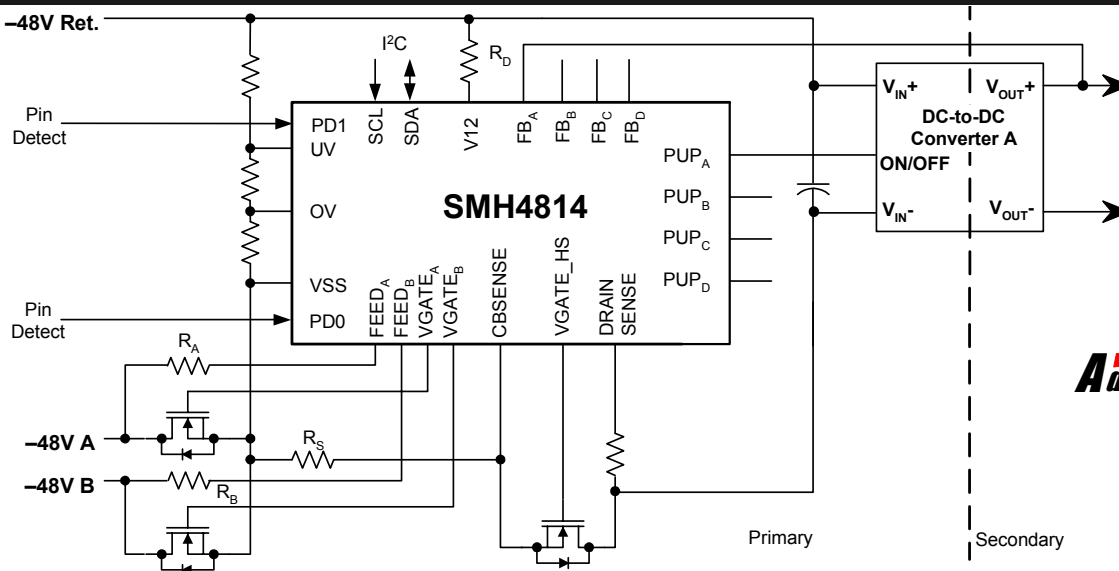 –48V Ret.
I²C
R_D
Pin
Detect
PD1
UV
OV
VSS
PD0
Pin
Detect
SCL
SDA
V12
FB_A
FB_B
FB_C
FB_D
SMH4814
PUP_A
PUP_B
PUP_C
PUP_D
FEED_A
FEED_B
VGATE_A
VGATE_B
CBSENSE
VGATE_HS
DRAIN
SENSE
V_IN+
V_OUT+
DC-to-DC
Converter A
ON/OFF
V_IN-
V_OUT-
R_A
–48V A
R_S
–48V B
R_B
Primary
Secondary